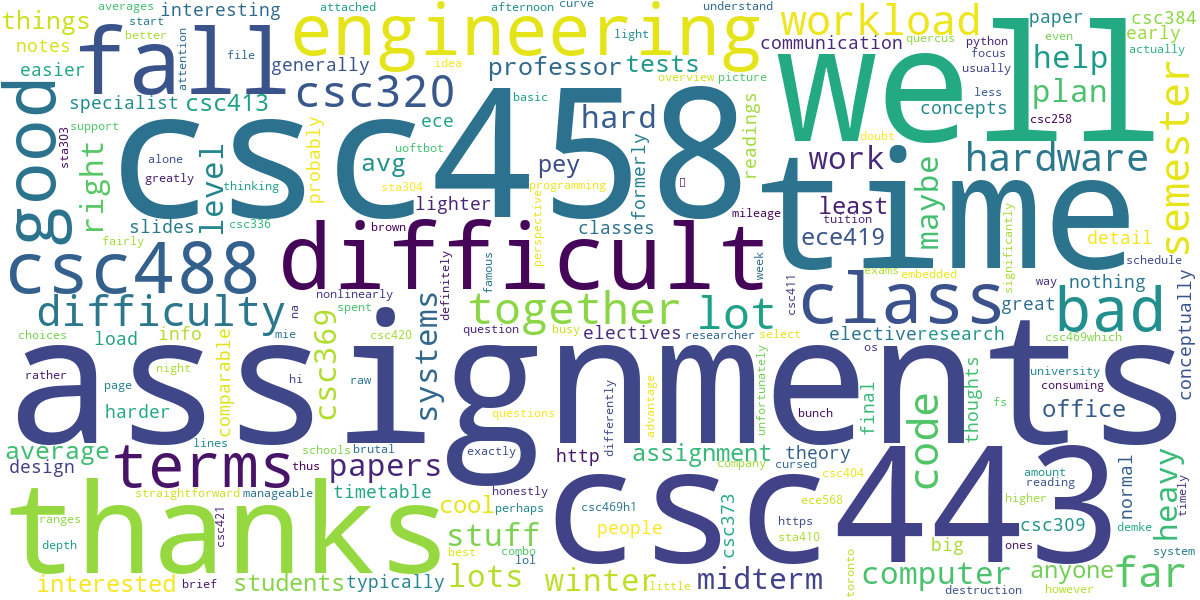 averages
attached
afternoon
curve
understand
things
start
interesting
better
notes
fall
engineering
workload
paper
csc384
early
easier
attention
file
generally
idea
light
communication
quercus
python
even
actually
well
professor
tests
focus
help
usually
specialist
csc413
csc320
overview
picture
concepts
less
plan
good
support
sta303
right
level
ece
uoftbot
basic
hard
readings
csc258
semester
csc458
doubt
alone
probably
avg
pey
formerly
work
hardware
greatly
thinking
sta304
programming
time
maybe
slides
csc336
lighter
classes
mileage
least
conceptually
fairly
brown
difficult
perspective
tuition
ece419
detail
csc488
nonlinearly
definitely
famous
week
csc411
class
exams
embedded
significantly
schedule
way
nothing
difficulty
na
spent
systems
together
lot
great
bad
choices
info
mie
csc420
question
busy
electives
researcher
select
electiveresearch
os
csc469which
load
comparable
csc369
rather
page
night
hi
raw
assignments
unfortunately
university
consuming
harder
questions
differently
advantage
bunch
final
thoughts
fs
office
average
lines
schools
brutal
exactly
http
assignment
theory
code
design
terms
thus
papers
company
cursed
csc404
amount
reading
normal
heavy
thanks
straightforward
manageable
timetable
honestly
cool
perhaps
csc469h1
csc443
https
ece568
higher
timely
ranges
csc421
stuff
people
csc373
sta410
csc309
demke
depth
best
combo
lol
big
ones
system
interested
brief
students
typically
lots
winter
little
midterm
toronto
computer
destruction
anyone
however
far